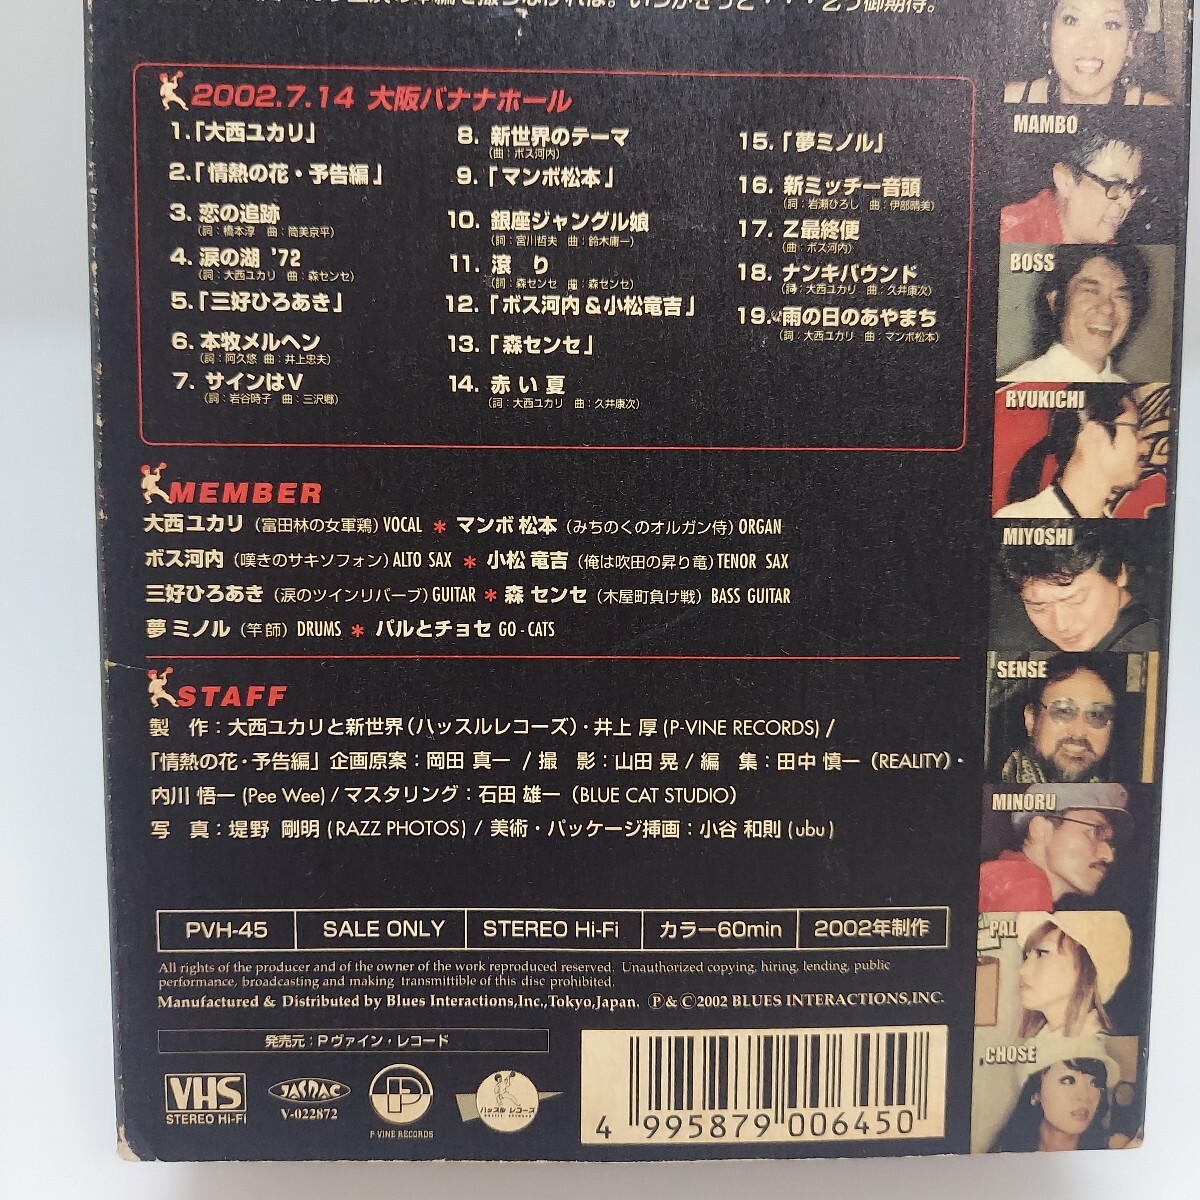 いつかきっと・・・乞う御期待。
2002.7.14 大阪バナナホール
1.「大西ユカリ」
2.「情熱の花・予告編」
3. 恋の追跡
(詞：橋本淳 曲：筒美京平)
4. 涙の湖 '72
(詞：大西ユカリ 曲：森センセ)
5.「三好ひろあき」
6. 本牧メルヘン
(詞：阿久悠 曲：井上忠夫)
7. サインはV
(詞：岩谷時子 曲：三沢郷)
8. 新世界のテーマ
(曲：ボス河内)
9.「マンボ松本」
10. 銀座ジャングル娘
(詞：宮川哲夫 曲：鈴木庸一)
11. 滾り
(詞：森センセ 曲：森センセ)
12.「ボス河内&小松竜吉」
13.「森センセ」
14. 赤い夏
(詞：大西ユカリ 曲：久井康次)
15.「夢ミノル」
16. 新ミッチー音頭
(詞：岩瀬ひろし 曲：伊部晴美)
17. Z最終便
(曲：ボス河内)
18. ナンキバウンド
(詞：大西ユカリ 曲：久井康次)
19. 雨の日のあやまち
(詞：大西ユカリ 曲：マンボ松本)
MEMBER
大西ユカリ (富田林の女軍鶏) VOCAL * マンボ 松本 (みちのくのオルガン侍) ORGAN
ボス河内 (嘆きのサキソフォン) ALTO SAX * 小松 竜吉 (俺は吹田の昇り竜) TENOR SAX
三好ひろあき (涙のツインリバーブ) GUITAR * 森 センセ (木屋町負け戦) BASS GUITAR
夢 ミノル (竿師) DRUMS * パルとチョセ GO-CATS
STAFF
製 作：大西ユカリと新世界(ハッスルレコーズ)・井上 厚(P-VINE RECORDS) /
「情熱の花・予告編」企画原案：岡田 真一 / 撮 影：山田 晃 / 編 集：田中 慎一 (REALITY)・
内川 悟一 (Pee Wee) / マスタリング：石田 雄一 (BLUE CAT STUDIO)
写 真：堤野 剛明 (RAZZ PHOTOS) / 美術・パッケージ挿画：小谷 和則 (ubu)
PVH-45 SALE ONLY STEREO Hi-Fi カラー60min 2002年制作
All rights of the producer and of the owner of the work reproduced reserved. Unauthorized copying, hiring, lending, public
performance, broadcasting and making transmittible of this disc prohibited.
Manufactured & Distributed by Blues Interactions,Inc.,Tokyo,Japan. Ⓟ&©2002 BLUES INTERACTIONS,INC.
発売元：Pヴァイン・レコード
VHS
STEREO Hi-Fi
JASRAC
V-022872
P
P-VINE RECORDS
ハッスル レコーズ
4 995879 006450
MAMBO
BOSS
RYUKICHI
MIYOSHI
SENSE
MINORU
PAL
CHOSE